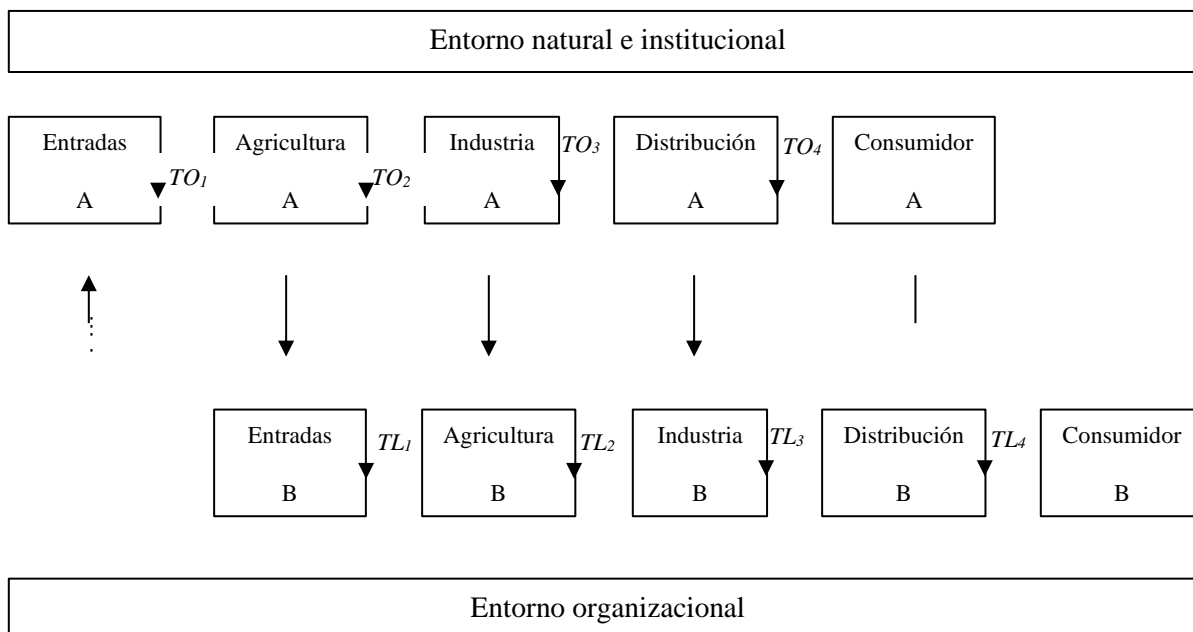 Entorno natural e institucional
Entradas Agricultura Industria TO3 Distribución TO4 Consumidor
TO1 TO2
A A A A A
Entradas TL1 Agricultura TL2 Industria TL3 Distribución TL4 Consumidor
B B B B B
Entorno organizacional